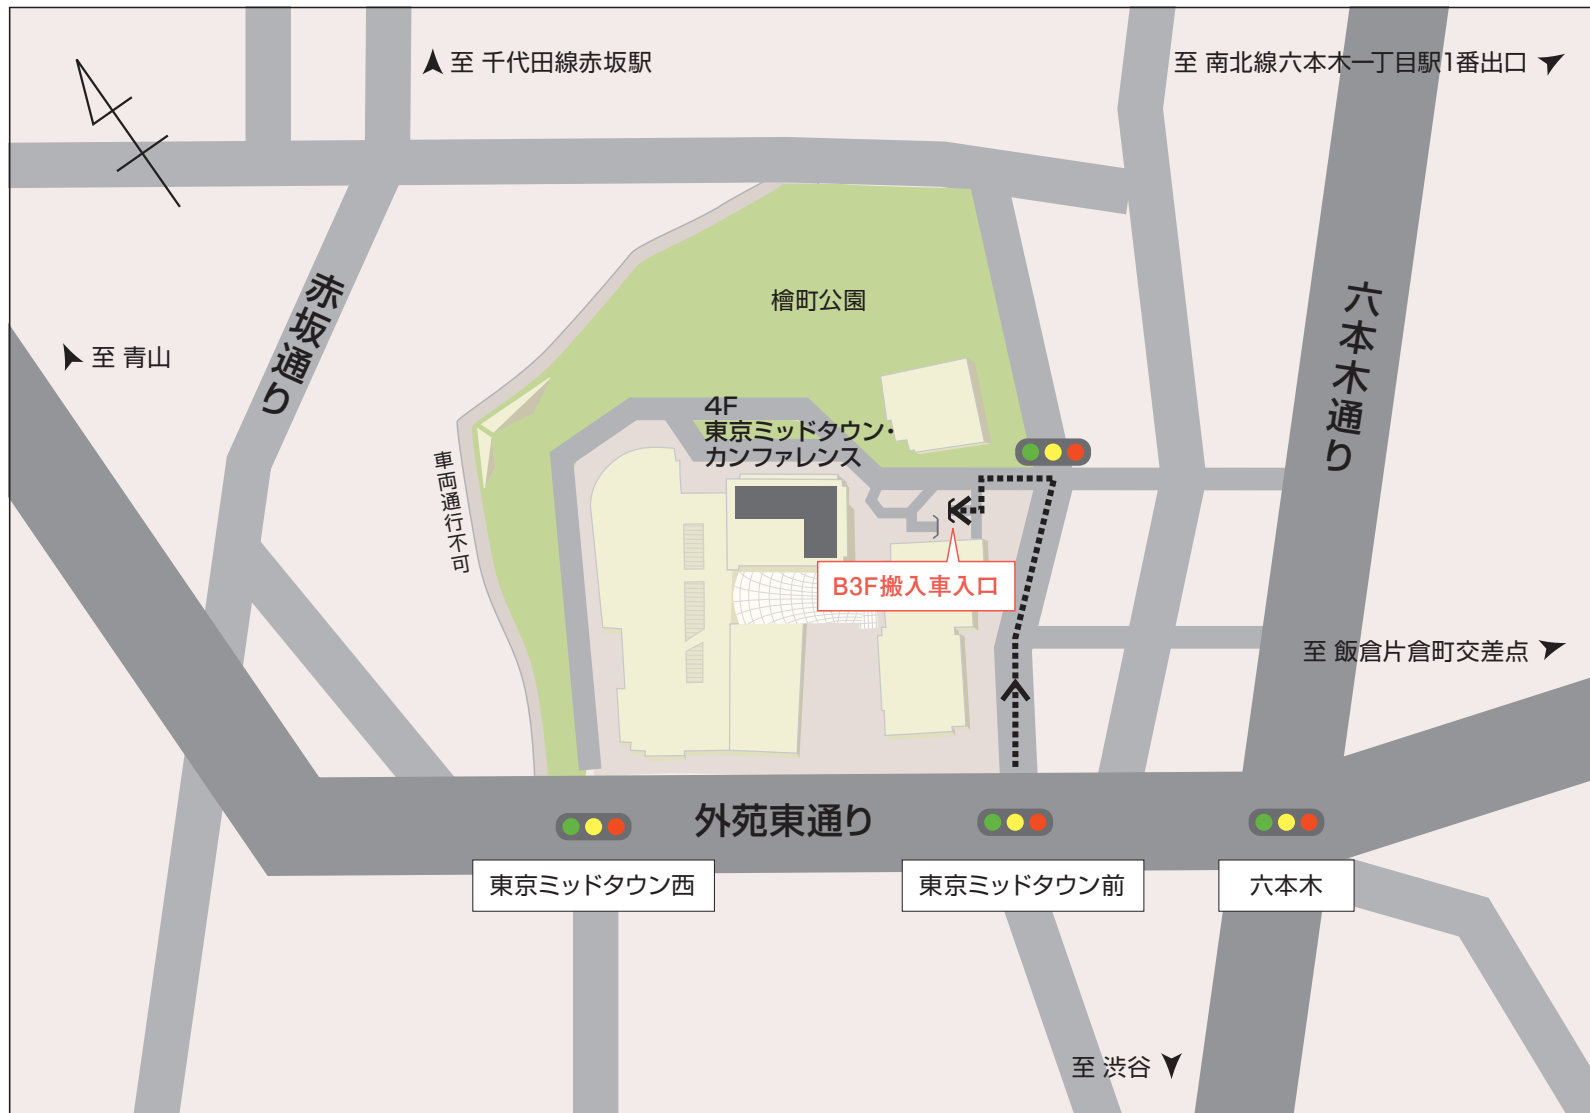 至 千代田線赤坂駅
至 南北線六本木一丁目駅1番出口
赤坂通り
六本木通り
檜町公園
至 青山
4F
東京ミッドタウン・
カンファレンス
車両通行不可
B3F搬入車入口
至 飯倉片倉町交差点
外苑東通り
東京ミッドタウン西
東京ミッドタウン前
六本木
至 渋谷